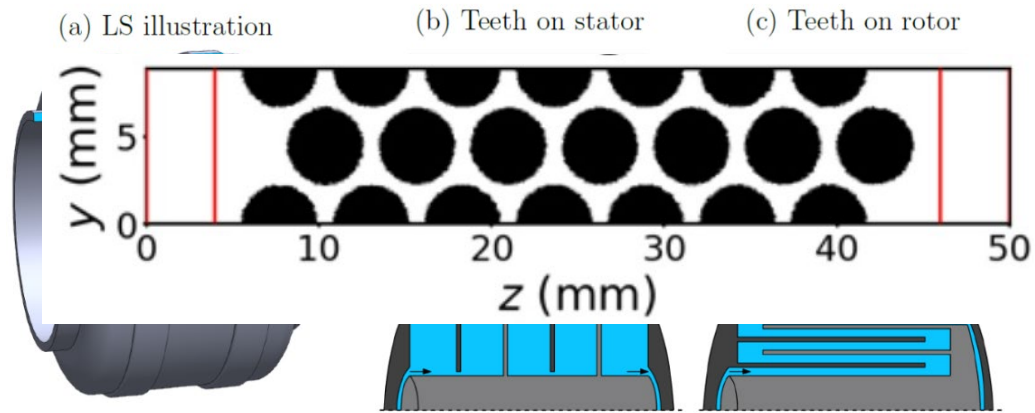 (a) LS illustration
(b) Teeth on stator
(c) Teeth on rotor
y (mm)
5
0
0
10
20
30
40
50
z (mm)